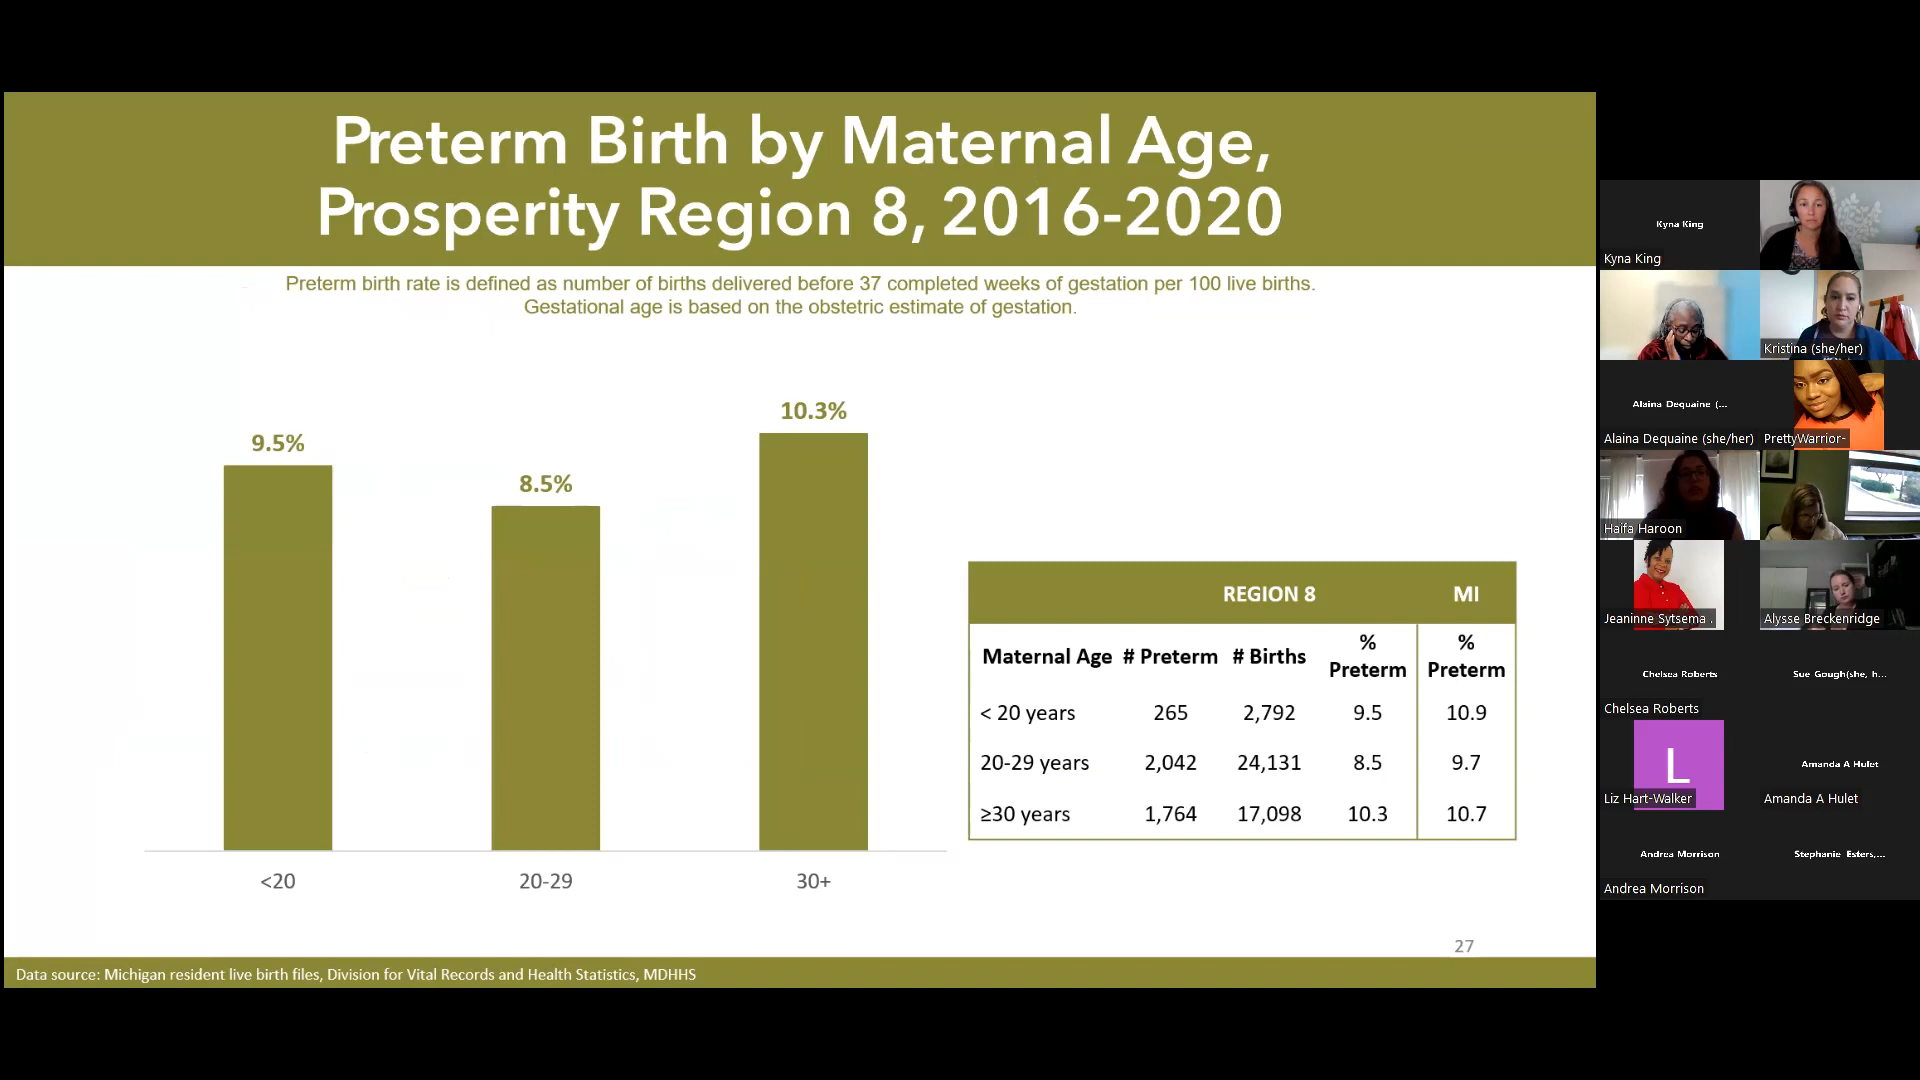 Preterm Birth by Maternal Age,
Prosperity Region 8, 2016-2020
Preterm birth rate is defined as number of births delivered before 37 completed weeks of gestation per 100 live births.
Gestational age is based on the obstetric estimate of gestation.
9.5%
8.5%
10.3%
<20
20-29
30+
REGION 8 MI
Maternal Age # Preterm # Births % Preterm % Preterm
< 20 years 265 2,792 9.5 10.9
20-29 years 2,042 24,131 8.5 9.7
≥30 years 1,764 17,098 10.3 10.7
27
Data source: Michigan resident live birth files, Division for Vital Records and Health Statistics, MDHHS
Kyna King
Kyna King
Kristina (she/her)
Alaina Dequaine (...
Alaina Dequaine (she/her)
PrettyWarrior-
Haifa Haroon
Jeaninne Sytsema .
Alysse Breckenridge
Chelsea Roberts
Chelsea Roberts
Sue Gough(she, h...
L
Liz Hart-Walker
Amanda A Hulet
Amanda A Hulet
Andrea Morrison
Andrea Morrison
Stephanie Esters,...